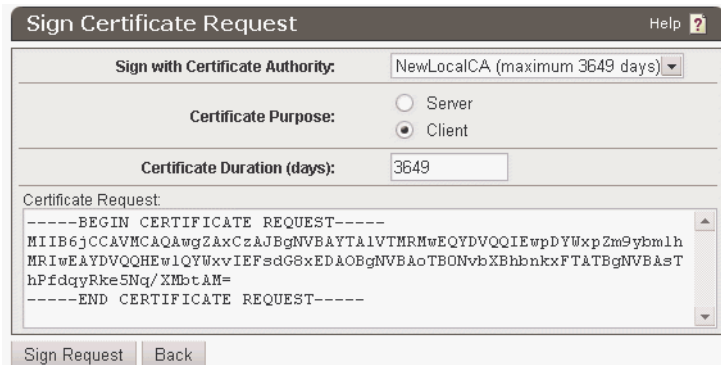 Sign Certificate Request
Help ?
Sign with Certificate Authority: NewLocalCA (maximum 3649 days)
Certificate Purpose:
Server
Client
Certificate Duration (days): 3649
Certificate Request:
-----BEGIN CERTIFICATE REQUEST-----
MIIB6jCCAVMCAQAwgZAxCzAJBgNVBAYTAlVTMRMwEQYDVQQIEwpDYWxpZm9ybmlh
MRIwEAYDVQQHEwlQYWxvIEFsdG8xEDAOBgNVBAoTB0NvbXBhbnkxFTATBgNVBAsT
hPfdqyRke5Nq/XMbtAM=
-----END CERTIFICATE REQUEST-----
Sign Request Back